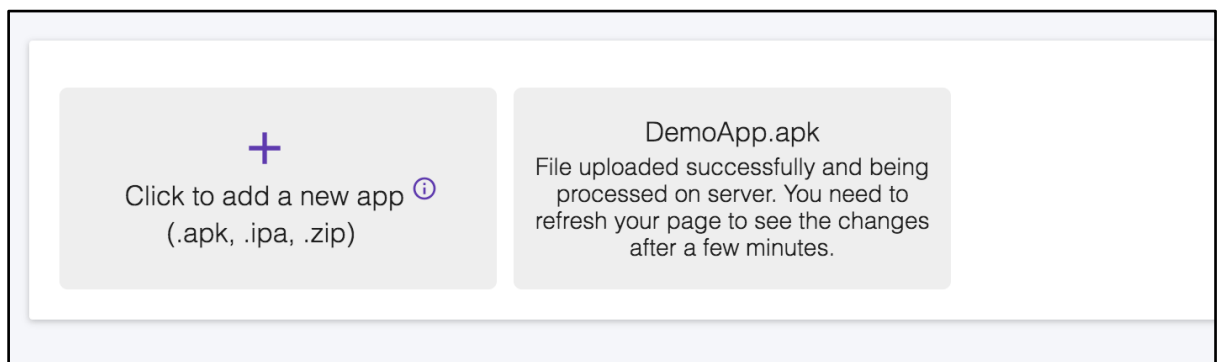 Click to add a new app
(.apk, .ipa, .zip)
DemoApp.apk
File uploaded successfully and being
processed on server. You need to
refresh your page to see the changes
after a few minutes.